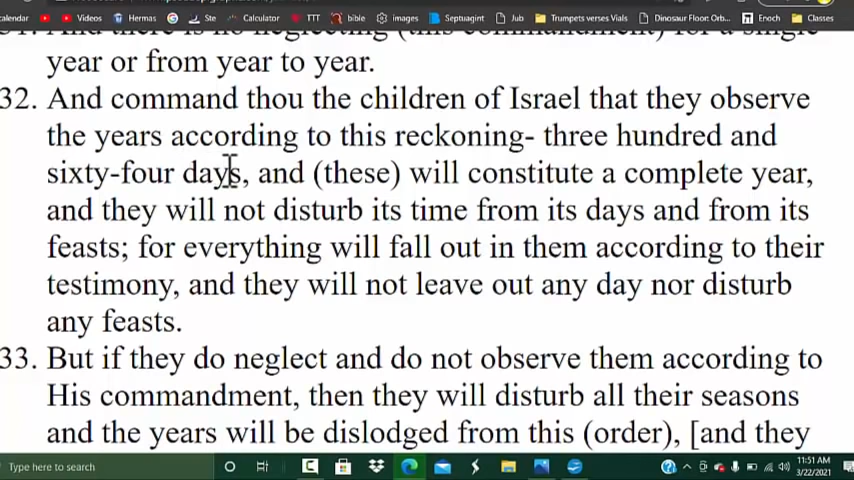 calendar Videos Hermas Ste Calculator TTT bible images Septuagint Jub Trumpets verses Vials Dinosaur Floor: Orb... Enoch Classes
year or from year to year.
32. And command thou the children of Israel that they observe
the years according to this reckoning- three hundred and
sixty-four days, and (these) will constitute a complete year,
and they will not disturb its time from its days and from its
feasts; for everything will fall out in them according to their
testimony, and they will not leave out any day nor disturb
any feasts.
33. But if they do neglect and do not observe them according to
His commandment, then they will disturb all their seasons
and the years will be dislodged from this (order), [and they
Type here to search
11:51 AM
3/22/2021